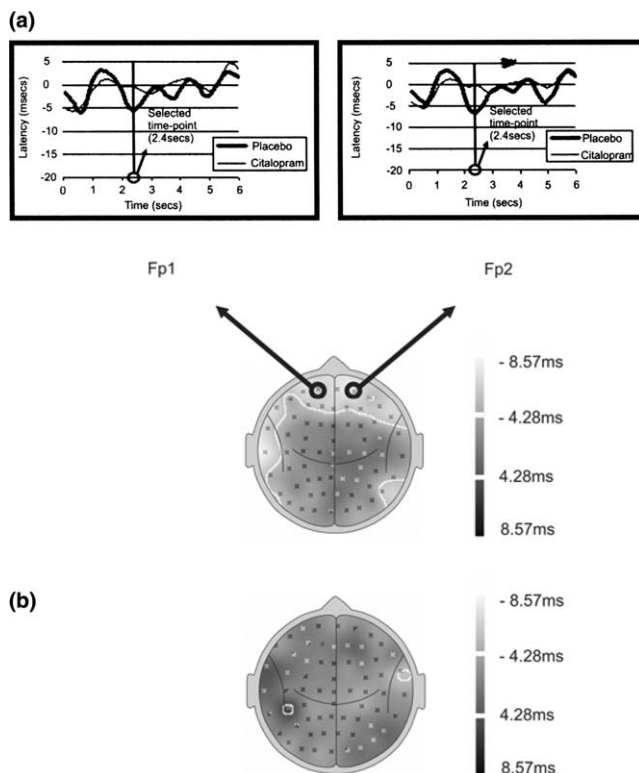 (a)
5
0
-5
-10
-15
-20
Latency (msecs)
Selected
time-point
(2.4secs)
Placebo
Citalopram
0 1 2 3 4 5 6
Time (secs)
5
0
-5
-10
-15
-20
Latency (msecs)
Selected
time-point
(2.4secs)
Placebo
Citalopram
0 1 2 3 4 5 6
Time (secs)
Fp1
Fp2
- 8.57ms
- 4.28ms
4.28ms
8.57ms
(b)
- 8.57ms
- 4.28ms
4.28ms
8.57ms